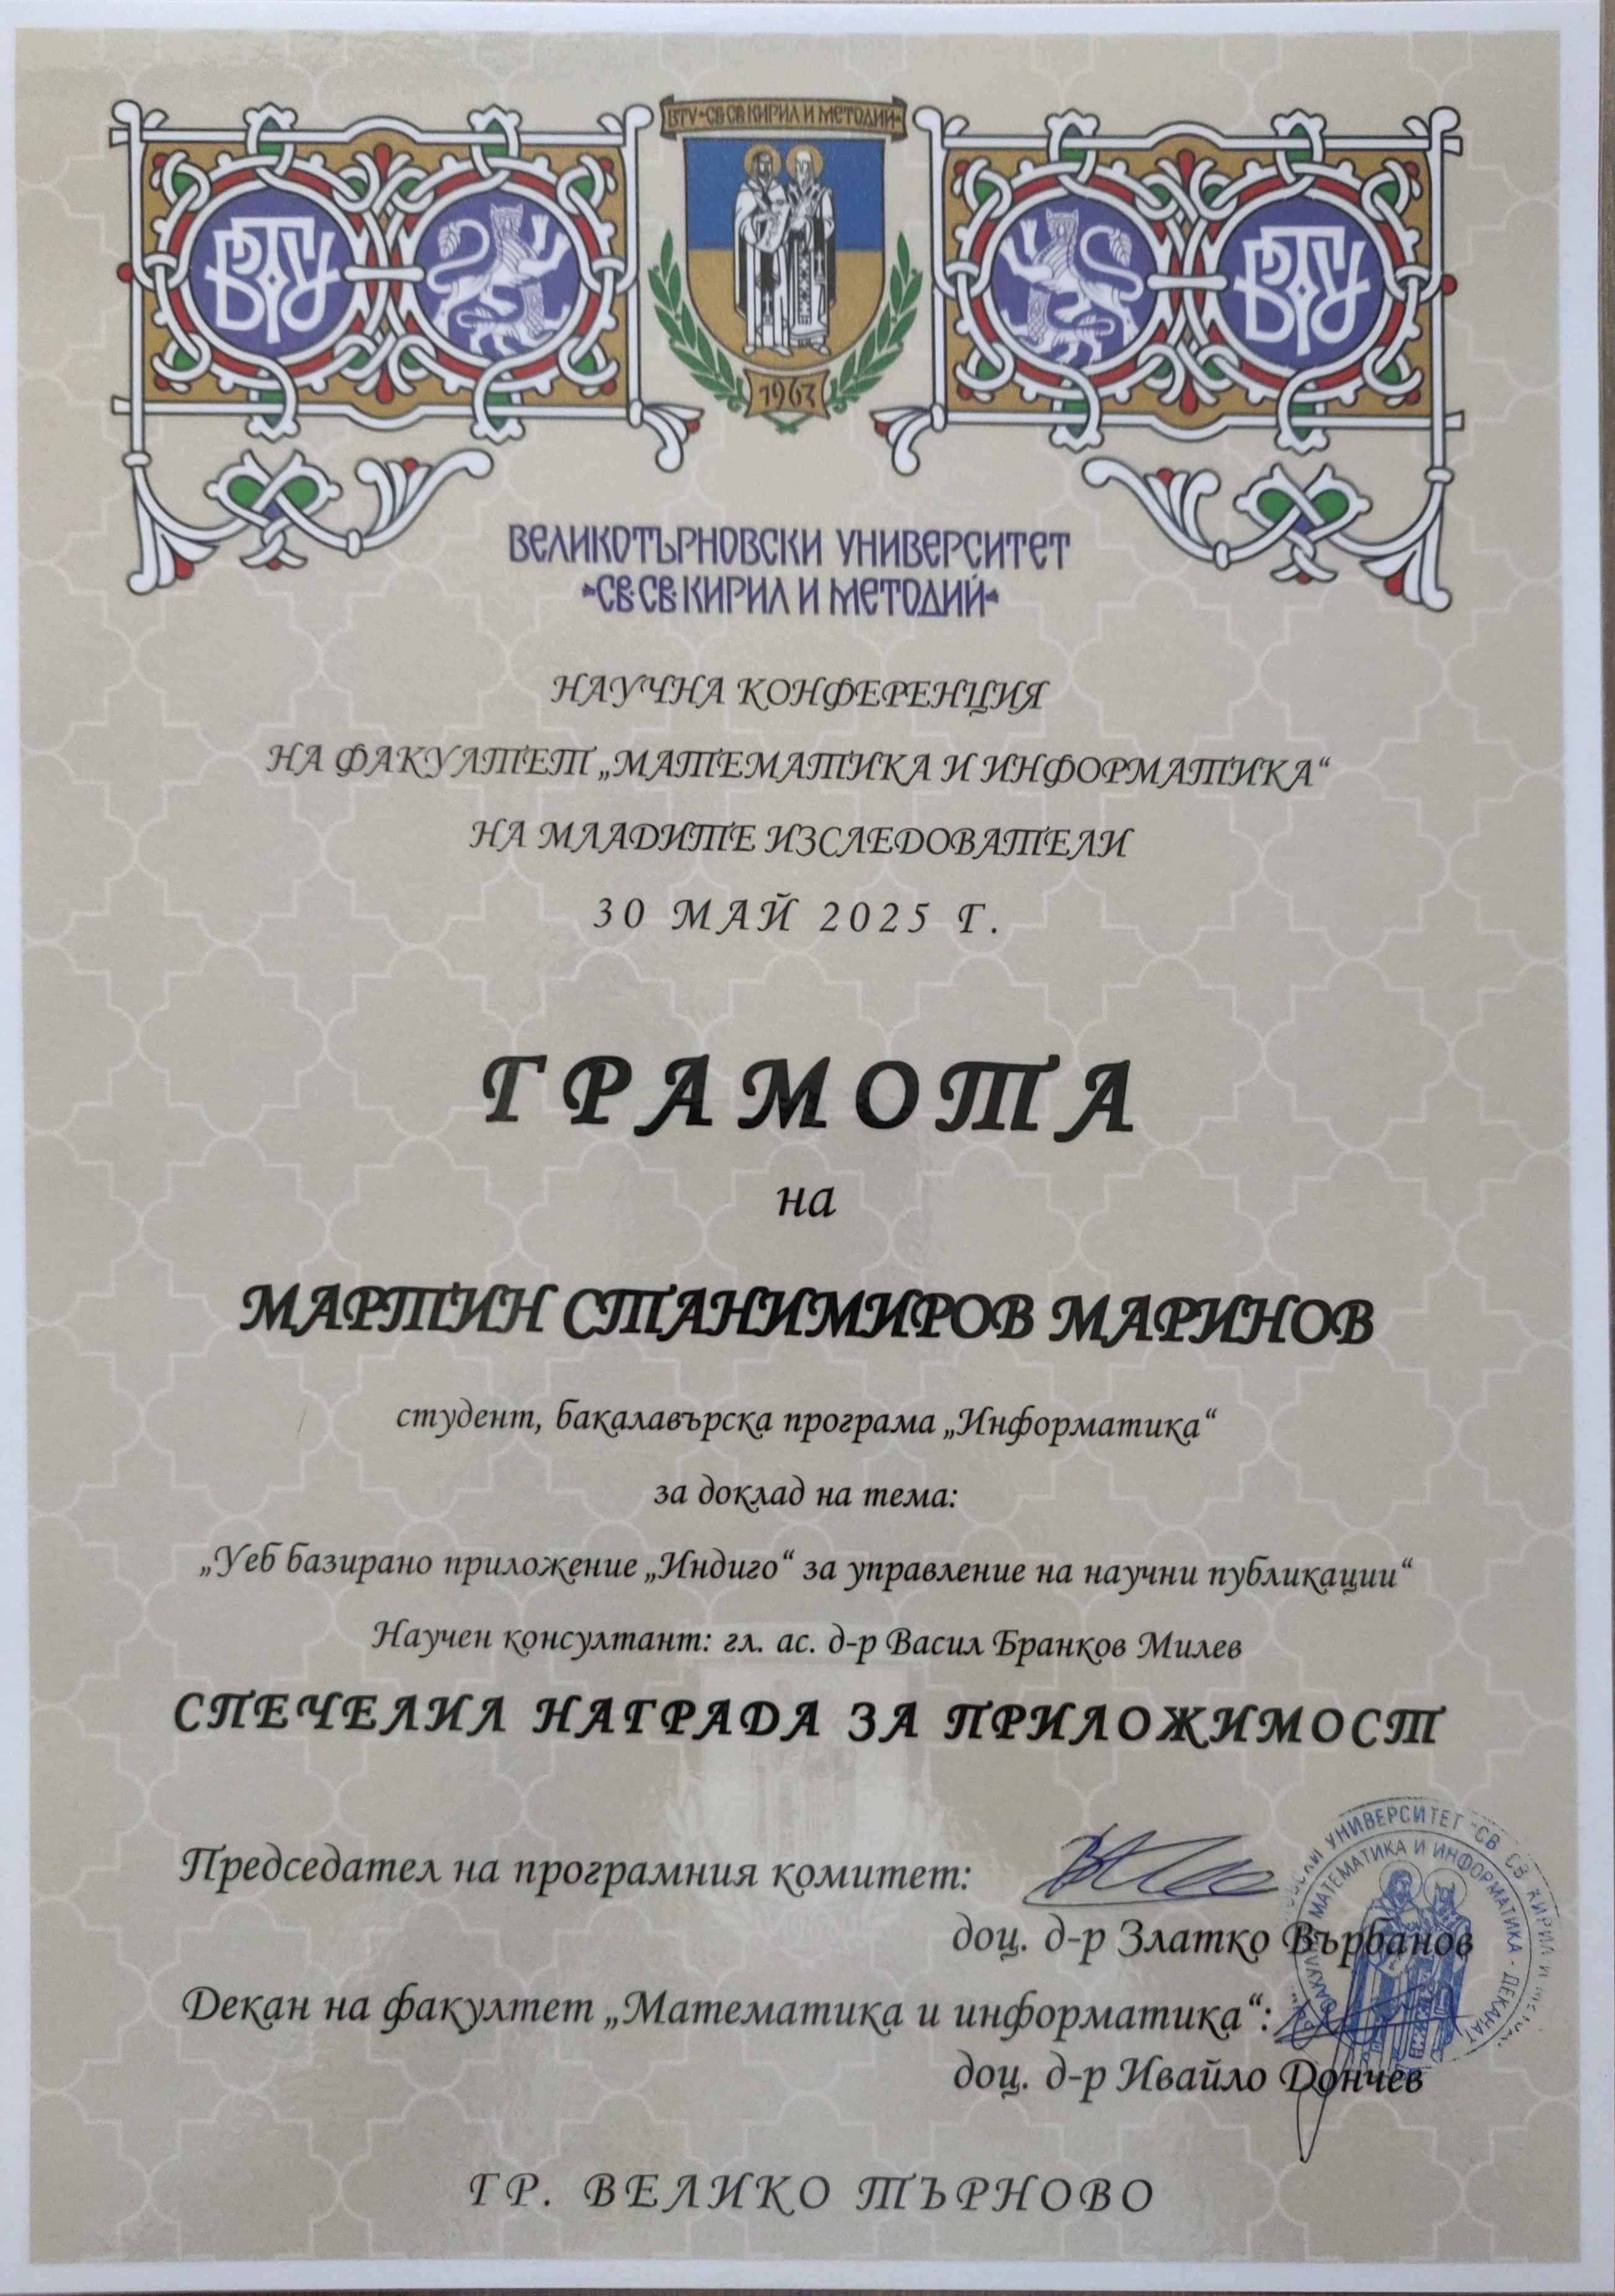 ВТУ "СВ СВ КИРИЛ И МЕТОДИЙ"
ВТУ
ВТУ
1963
ВЕЛИКОТЪРНОВСКИ УНИВЕРСИТЕТ
"СВ. СВ. КИРИЛ И МЕТОДИЙ"
НАУЧНА КОНФЕРЕНЦИЯ
НА ФАКУЛТЕТ „МАТЕМАТИКА И ИНФОРМАТИКА“
НА МЛАДИТЕ ИЗСЛЕДОВАТЕЛИ
30 МАЙ 2025 Г.
ГРАМОТА
на
МАРТИН СТАНИМИРОВ МАРИНОВ
студент, бакалавърска програма „Информатика“
за доклад на тема:
„Уеб базирано приложение „Индиго“ за управление на научни публикации“
Научен консултант: гл. ас. д-р Васил Бранков Милев
СПЕЧЕЛИЛ НАГРАДА ЗА ПРИЛОЖИМОСТ
Председател на програмния комитет:
доц. д-р Златко Върбанов
Декан на факултет „Математика и информатика“:
доц. д-р Ивайло Дончев
УНИВЕРСИТЕТ "СВ. СВ. КИРИЛ И
МАТЕМАТИКА И ИНФОРМАТИКА - ДЕКАНАТ
ГР. ВЕЛИКО ТЪРНОВО